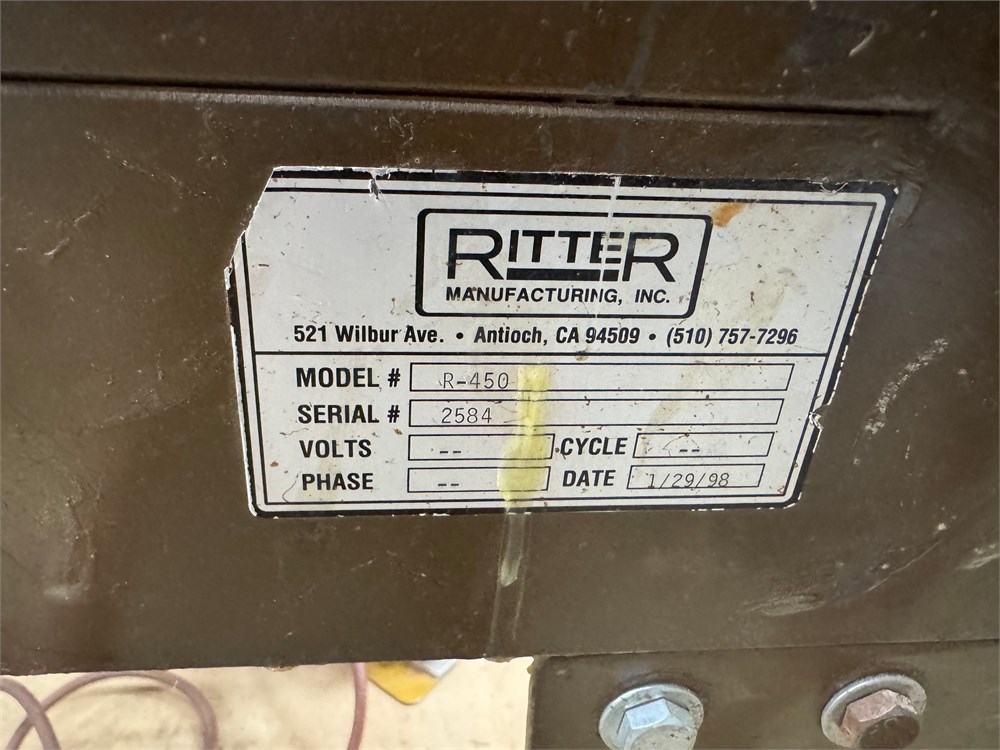 RITTER
MANUFACTURING, INC.
521 Wilbur Ave. • Antioch, CA 94509 • (510) 757-7296
MODEL # R-450
SERIAL # 2584
VOLTS -- CYCLE --
PHASE -- DATE 1/29/98